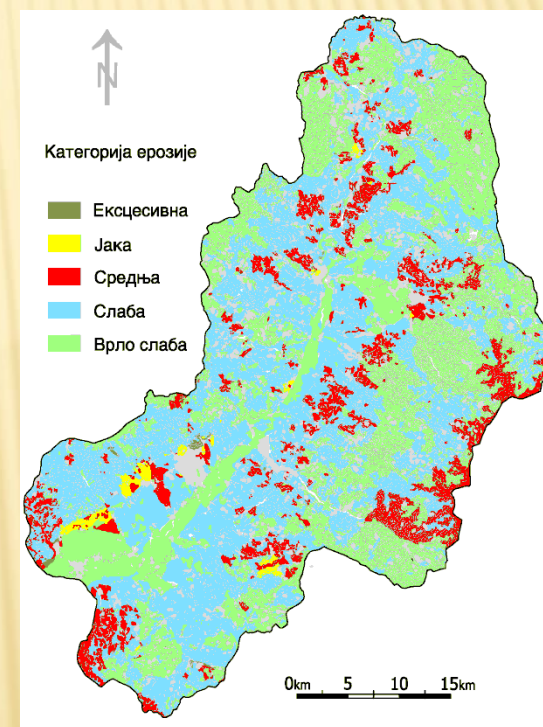 N
Категорија ерозије
Ексцесивна
Јака
Средња
Слаба
Врло слаба
0km 5 10 15km